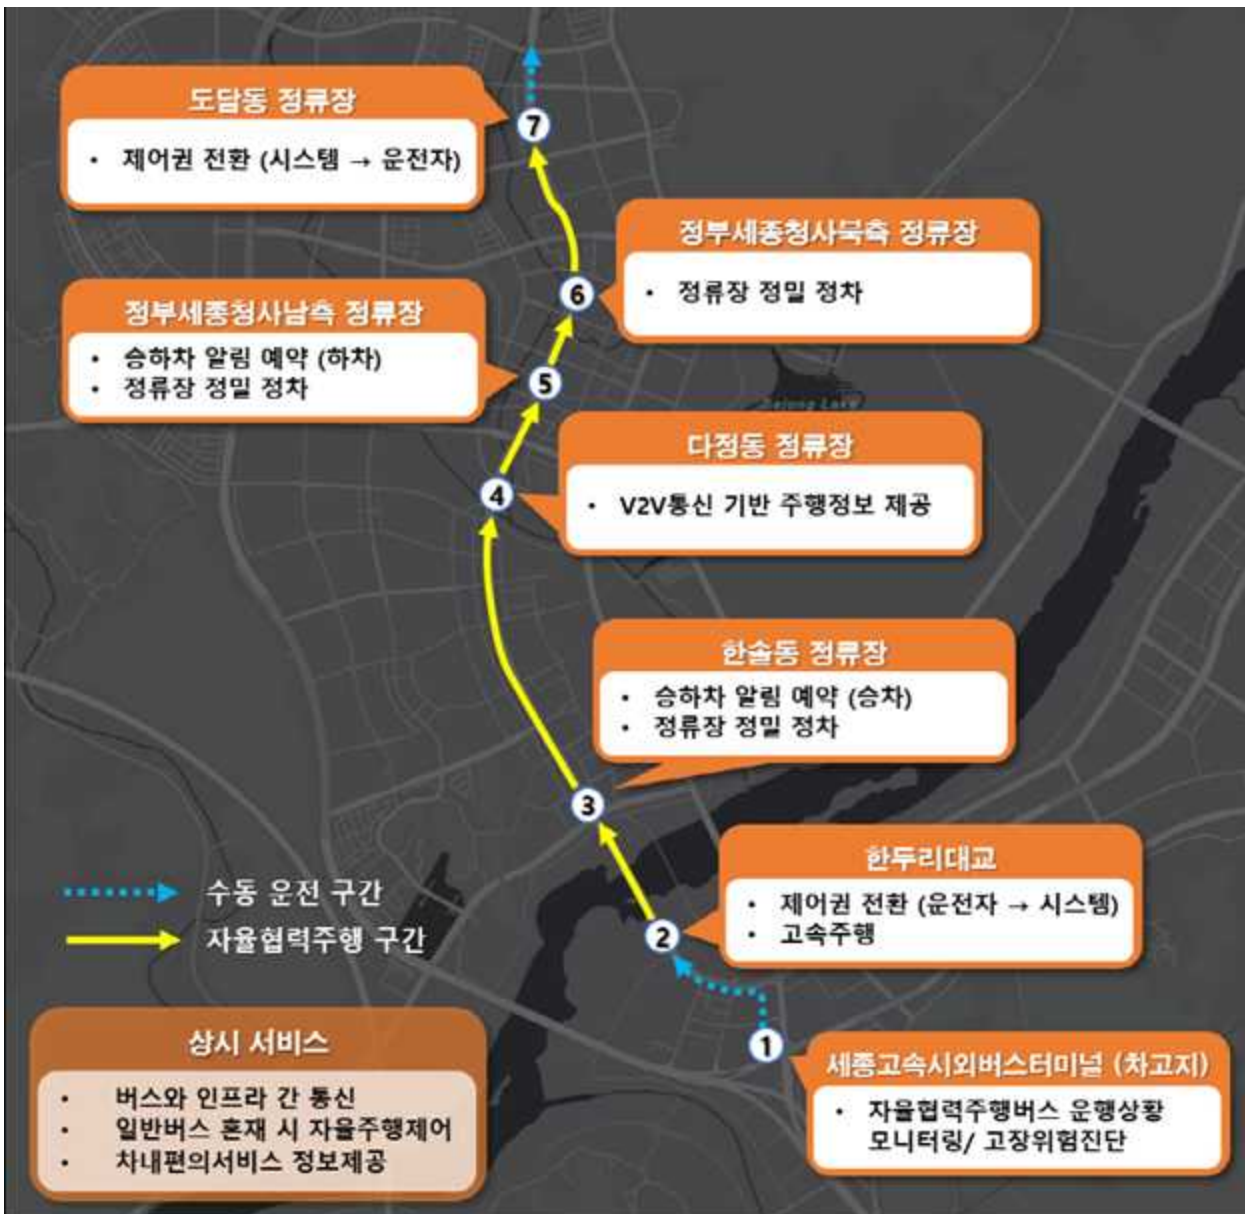 도담동 정류장
• 제어권 전환 (시스템 → 운전자)
7
정부세종청사북측 정류장
• 정류장 정밀 정차
6
정부세종청사남측 정류장
• 승하차 알림 예약 (하차)
• 정류장 정밀 정차
5
Sejong Lake
다정동 정류장
• V2V통신 기반 주행정보 제공
4
한솔동 정류장
• 승하차 알림 예약 (승차)
• 정류장 정밀 정차
3
한두리대교
• 제어권 전환 (운전자 → 시스템)
• 고속주행
2
수동 운전 구간
자율협력주행 구간
1
세종고속시외버스터미널 (차고지)
• 자율협력주행버스 운행상황
모니터링/ 고장위험진단
상시 서비스
• 버스와 인프라 간 통신
• 일반버스 혼재 시 자율주행제어
• 차내편의서비스 정보제공